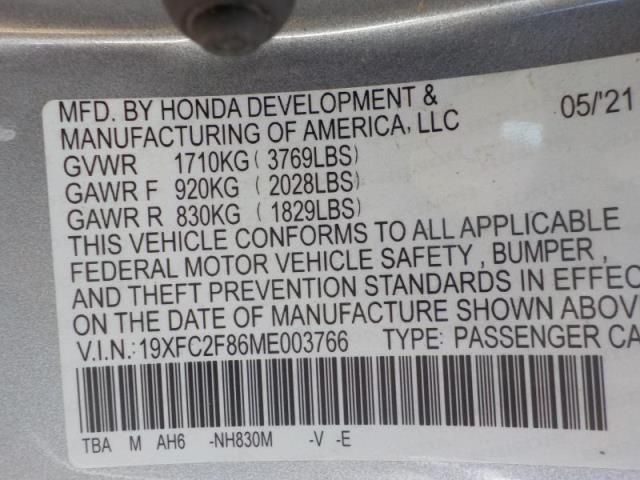 MFD. BY HONDA DEVELOPMENT &
MANUFACTURING OF AMERICA, LLC 05/'21
GVWR 1710KG ( 3769LBS)
GAWR F 920KG ( 2028LBS)
GAWR R 830KG ( 1829LBS)
THIS VEHICLE CONFORMS TO ALL APPLICABLE
FEDERAL MOTOR VEHICLE SAFETY , BUMPER ,
AND THEFT PREVENTION STANDARDS IN EFFEC
ON THE DATE OF MANUFACTURE SHOWN ABOV
V.I.N.:19XFC2F86ME003766 TYPE: PASSENGER CA
TBA M AH6 -NH830M -V -E